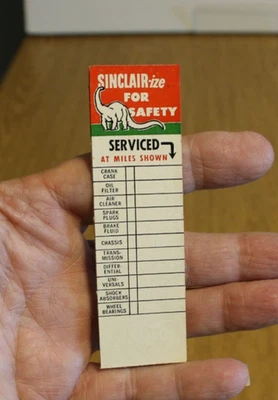 SINCLAIR-ize
FOR
SAFETY
SERVICED
AT MILES SHOWN
CRANK
CASE
OIL
FILTER
AIR
CLEANER
SPARK
PLUGS
BRAKE
FLUID
CHASSIS
TRANS-
MISSION
DIFFER-
ENTIAL
UNI-
VERSALS
SHOCK
ABSORBERS
WHEEL
BEARINGS